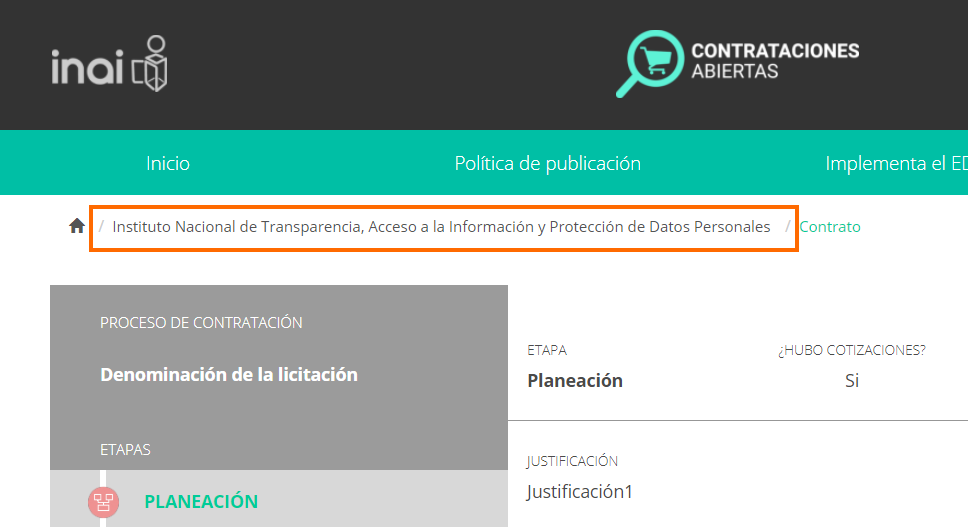 inai
CONTRATACIONES
ABIERTAS
Inicio
Política de publicación
Implementa el ED
/ Instituto Nacional de Transparencia, Acceso a la Información y Protección de Datos Personales / Contrato
PROCESO DE CONTRATACIÓN
Denominación de la licitación
ETAPA
¿HUBO COTIZACIONES?
Planeación
Si
ETAPAS
JUSTIFICACIÓN
Justificación1
PLANEACIÓN